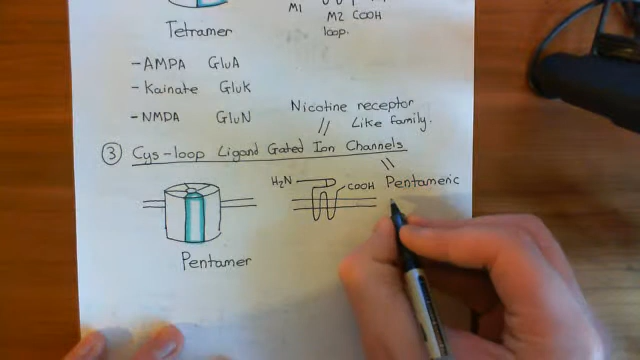 M1
M2 COOH
loop.
Tetramer
-AMPA GluA
-Kainate GluK
-NMDA GluN
Nicotine receptor
Like family.
③ Cys-loop Ligand Gated Ion Channels
H₂N
COOH
Pentameric
Pentamer